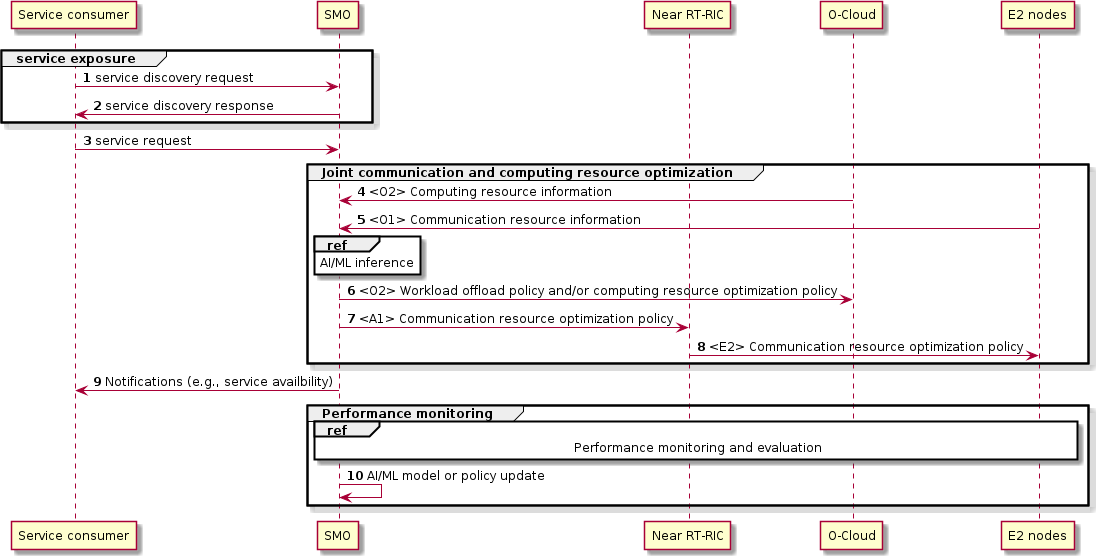 Service consumer SMO Near RT-RIC O-Cloud E2 nodes
service exposure
1 service discovery request
2 service discovery response
3 service request
Joint communication and computing resource optimization
4 <O2> Computing resource information
5 <O1> Communication resource information
ref
AI/ML inference
6 <O2> Workload offload policy and/or computing resource optimization policy
7 <A1> Communication resource optimization policy
8 <E2> Communication resource optimization policy
9 Notifications (e.g., service availbility)
Performance monitoring
ref
Performance monitoring and evaluation
10 AI/ML model or policy update
Service consumer SMO Near RT-RIC O-Cloud E2 nodes